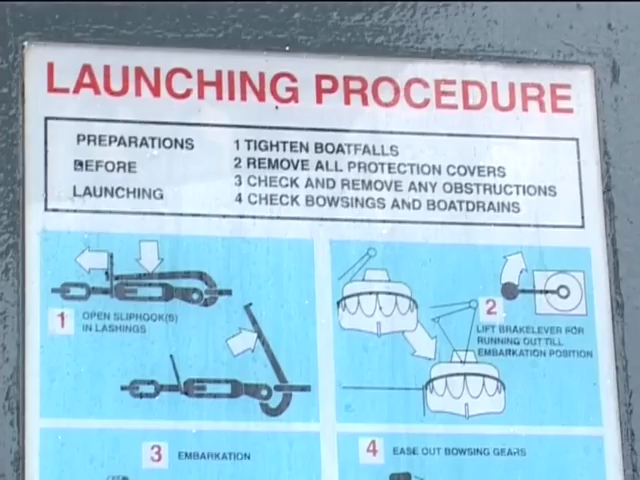 LAUNCHING PROCEDURE
PREPARATIONS
BEFORE
LAUNCHING
1 TIGHTEN BOATFALLS
2 REMOVE ALL PROTECTION COVERS
3 CHECK AND REMOVE ANY OBSTRUCTIONS
4 CHECK BOWSINGS AND BOATDRAINS
1 OPEN SLIPHOOK(S)
IN LASHINGS
2
LIFT BRAKELEVER FOR
RUNNING OUT TILL
EMBARKATION POSITION
3 EMBARKATION
4 EASE OUT BOWSING GEARS